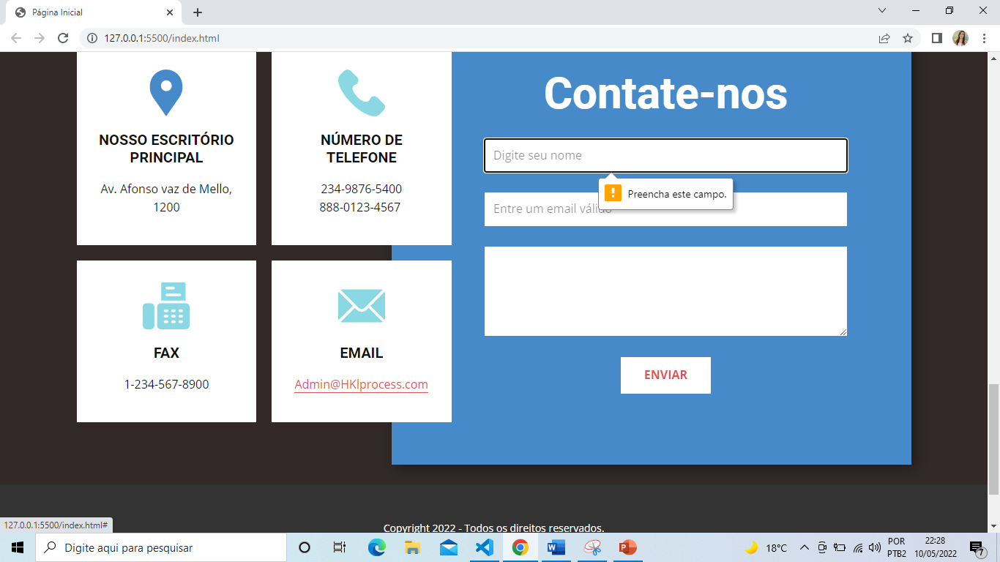 Página Inicial
127.0.0.1:5500/index.html
NOSSO ESCRITÓRIO
PRINCIPAL
Av. Afonso vaz de Mello,
1200
NÚMERO DE
TELEFONE
234-9876-5400
888-0123-4567
FAX
1-234-567-8900
EMAIL
Admin@HKlprocess.com
Contate-nos
Digite seu nome
Preencha este campo.
Entre um email válido
ENVIAR
Copyright 2022 - Todos os direitos reservados.
127.0.0.1:5500/index.html#
Digite aqui para pesquisar
18°C
POR
PTB2
22:28
10/05/2022
7